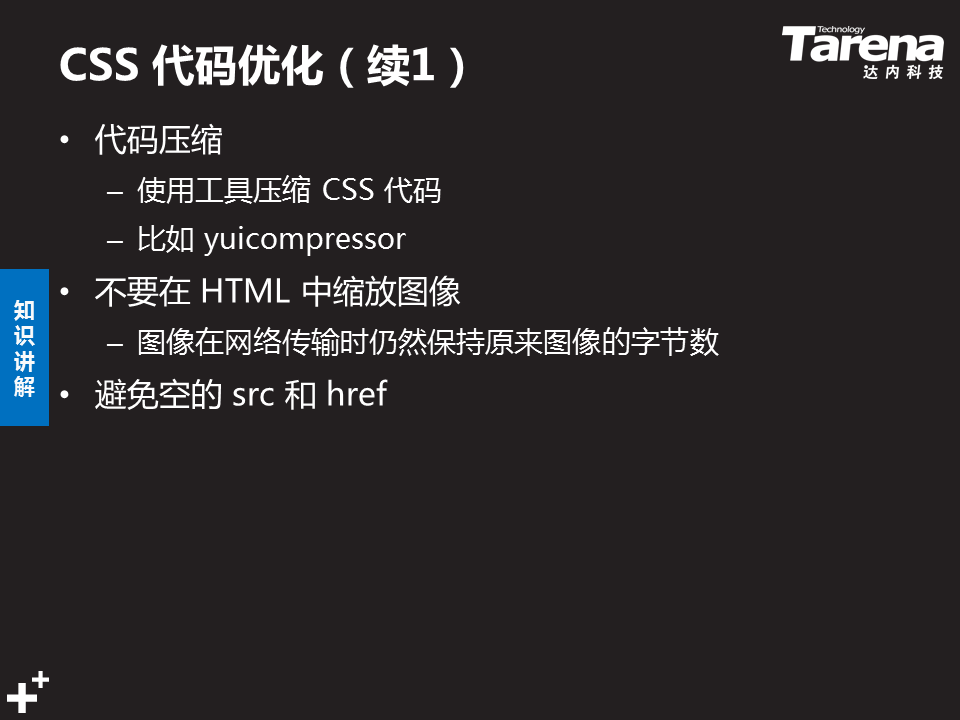 CSS 代码优化（续1）
Technology
Tarena
达内科技
• 代码压缩
– 使用工具压缩 CSS 代码
– 比如 yuicompressor
• 不要在 HTML 中缩放图像
– 图像在网络传输时仍然保持原来图像的字节数
• 避免空的 src 和 href
知
识
讲
解